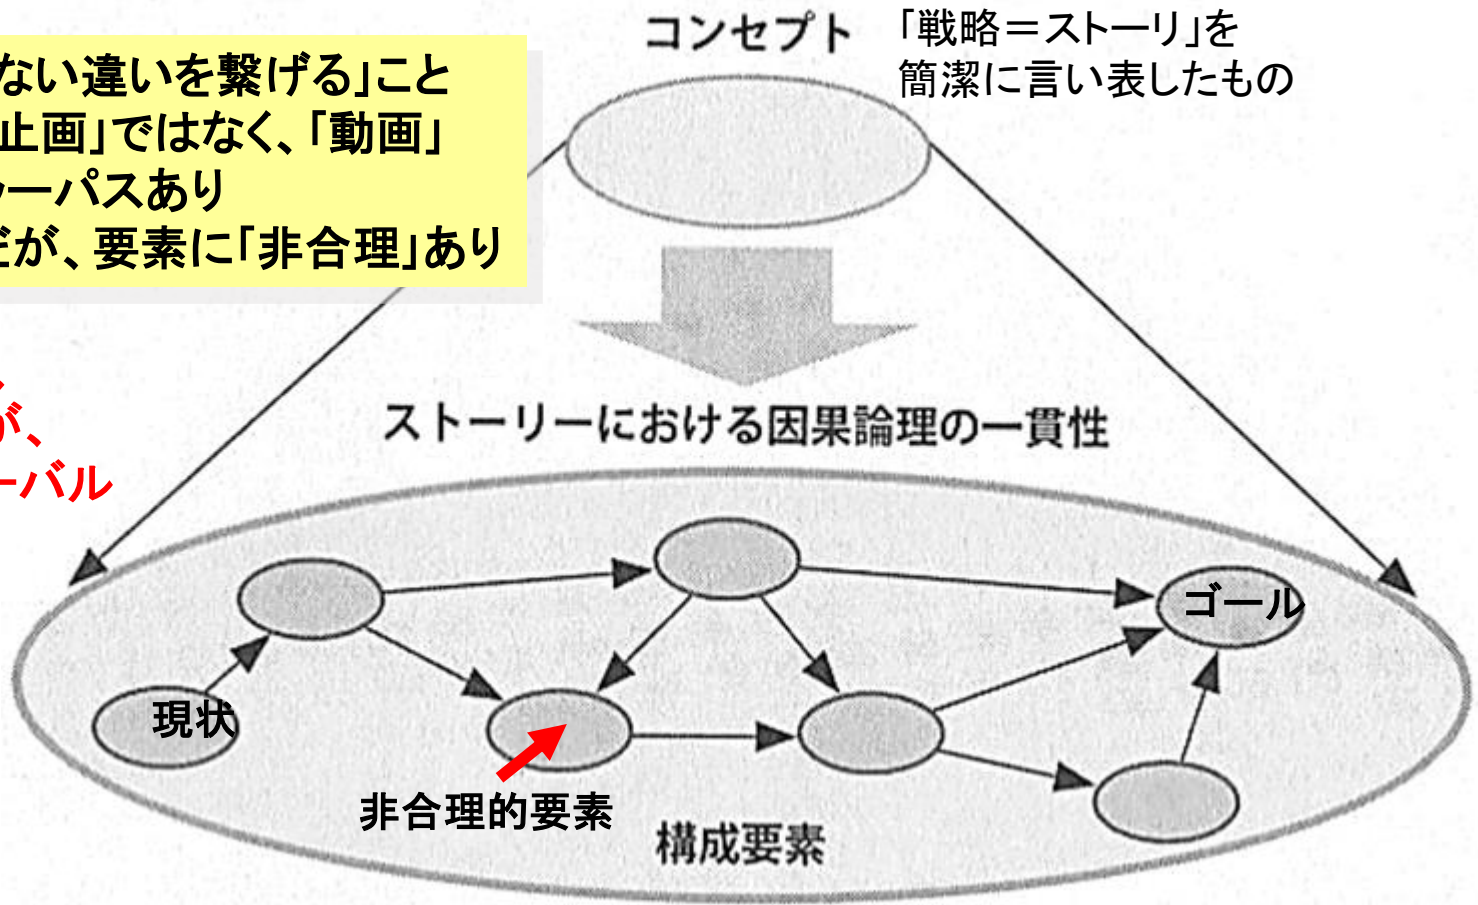 コンセプト
「戦略＝ストーリ」を
簡潔に言い表したもの
ない違いを繋げる」こと
止画」ではなく、「動画」
ーパスあり
が、要素に「非合理」あり
が、
ーバル
ストーリーにおける因果論理の一貫性
ゴール
現状
非合理的要素
構成要素